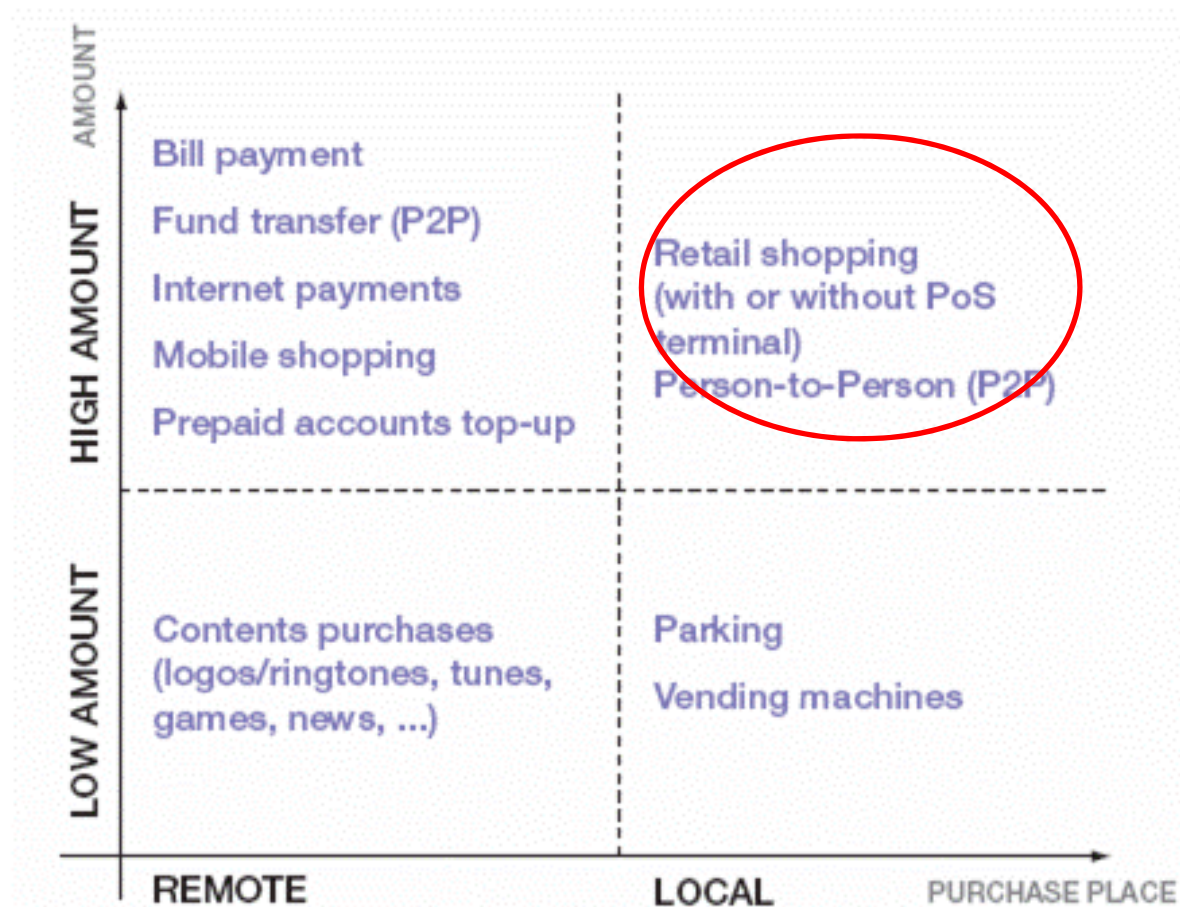 AMOUNT
HIGH AMOUNT
LOW AMOUNT
Bill payment
Fund transfer (P2P)
Internet payments
Mobile shopping
Prepaid accounts top-up
Retail shopping
(with or without PoS
terminal)
Person-to-Person (P2P)
Contents purchases
(logos/ringtones, tunes,
games, news, ...)
Parking
Vending machines
REMOTE
LOCAL
PURCHASE PLACE